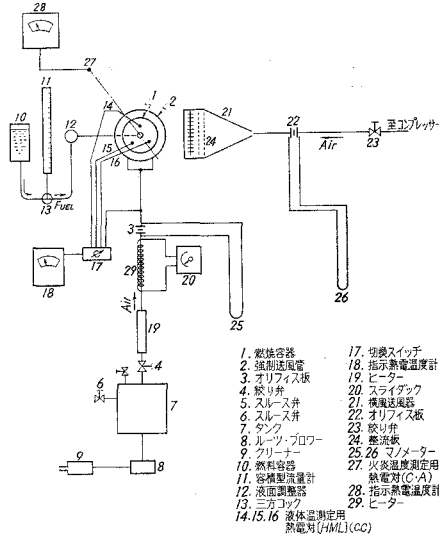 28
27
11
1
2
14
21
22
10
12
24
至コンプレッサー
Air
23
15
16
13
FUEL
3
17
29
18
20
26
Air
25
19
4
6
7
9
8
1. 燃焼容器
2. 強制送風管
3. オリフィス板
4. 絞り弁
5. スルース弁
6. スルース弁
7. タンク
8. ルーツ・ブロワー
9. クリーナー
10. 燃料容器
11. 容積型流量計
12. 液面調整器
13. 三方コック
14.15.16 液体温測定用
熱電対[HML](CC)
17. 切換スイッチ
18. 指示熱電温度計
19. ヒーター
20. スライダック
21. 横風送風器
22. オリフィス板
23. 絞り弁
24. 整流板
25.26 マノメーター
27. 火炎温度測定用
熱電対(C・A)
28. 指示熱電温度計
29. ヒーター